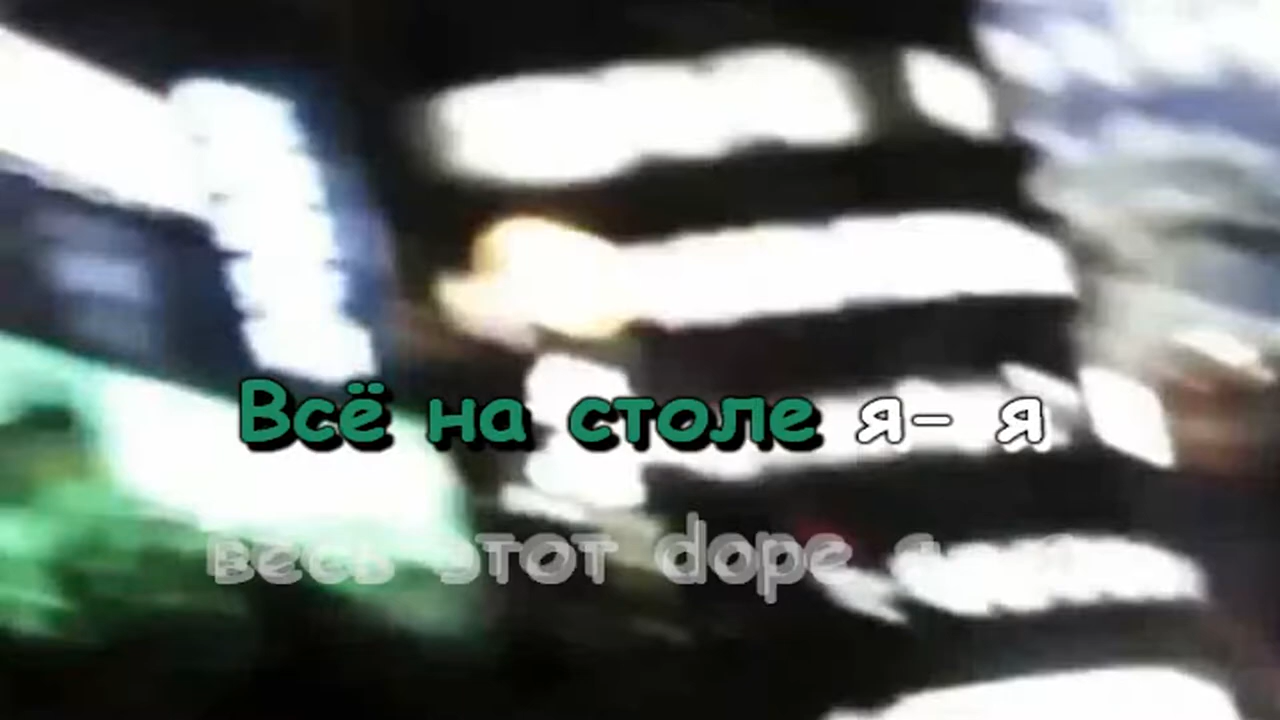 Всё на столе я- я
весь этот dope